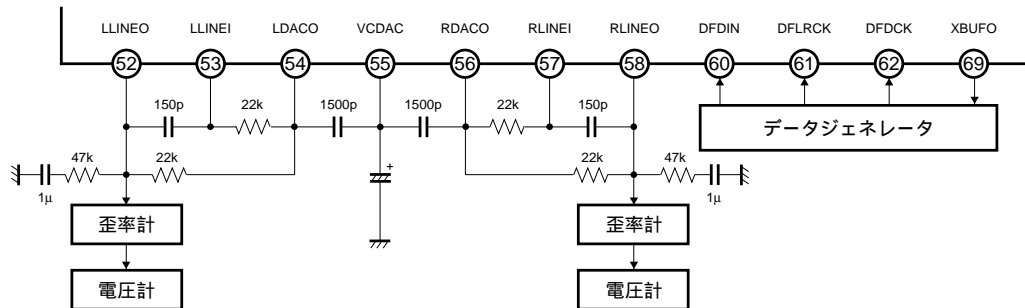 LLINEO LLINEI LDACO VCDAC RDACO RLINEI RLINEO DFDIN DFLRCK DFDCK XBUFO
52 53 54 55 56 57 58 60 61 62 69
150p 22k 1500p 1500p 22k 150p
データジェネレータ
47k 22k + 22k 47k
1μ 1μ
歪率計 歪率計
電圧計 電圧計